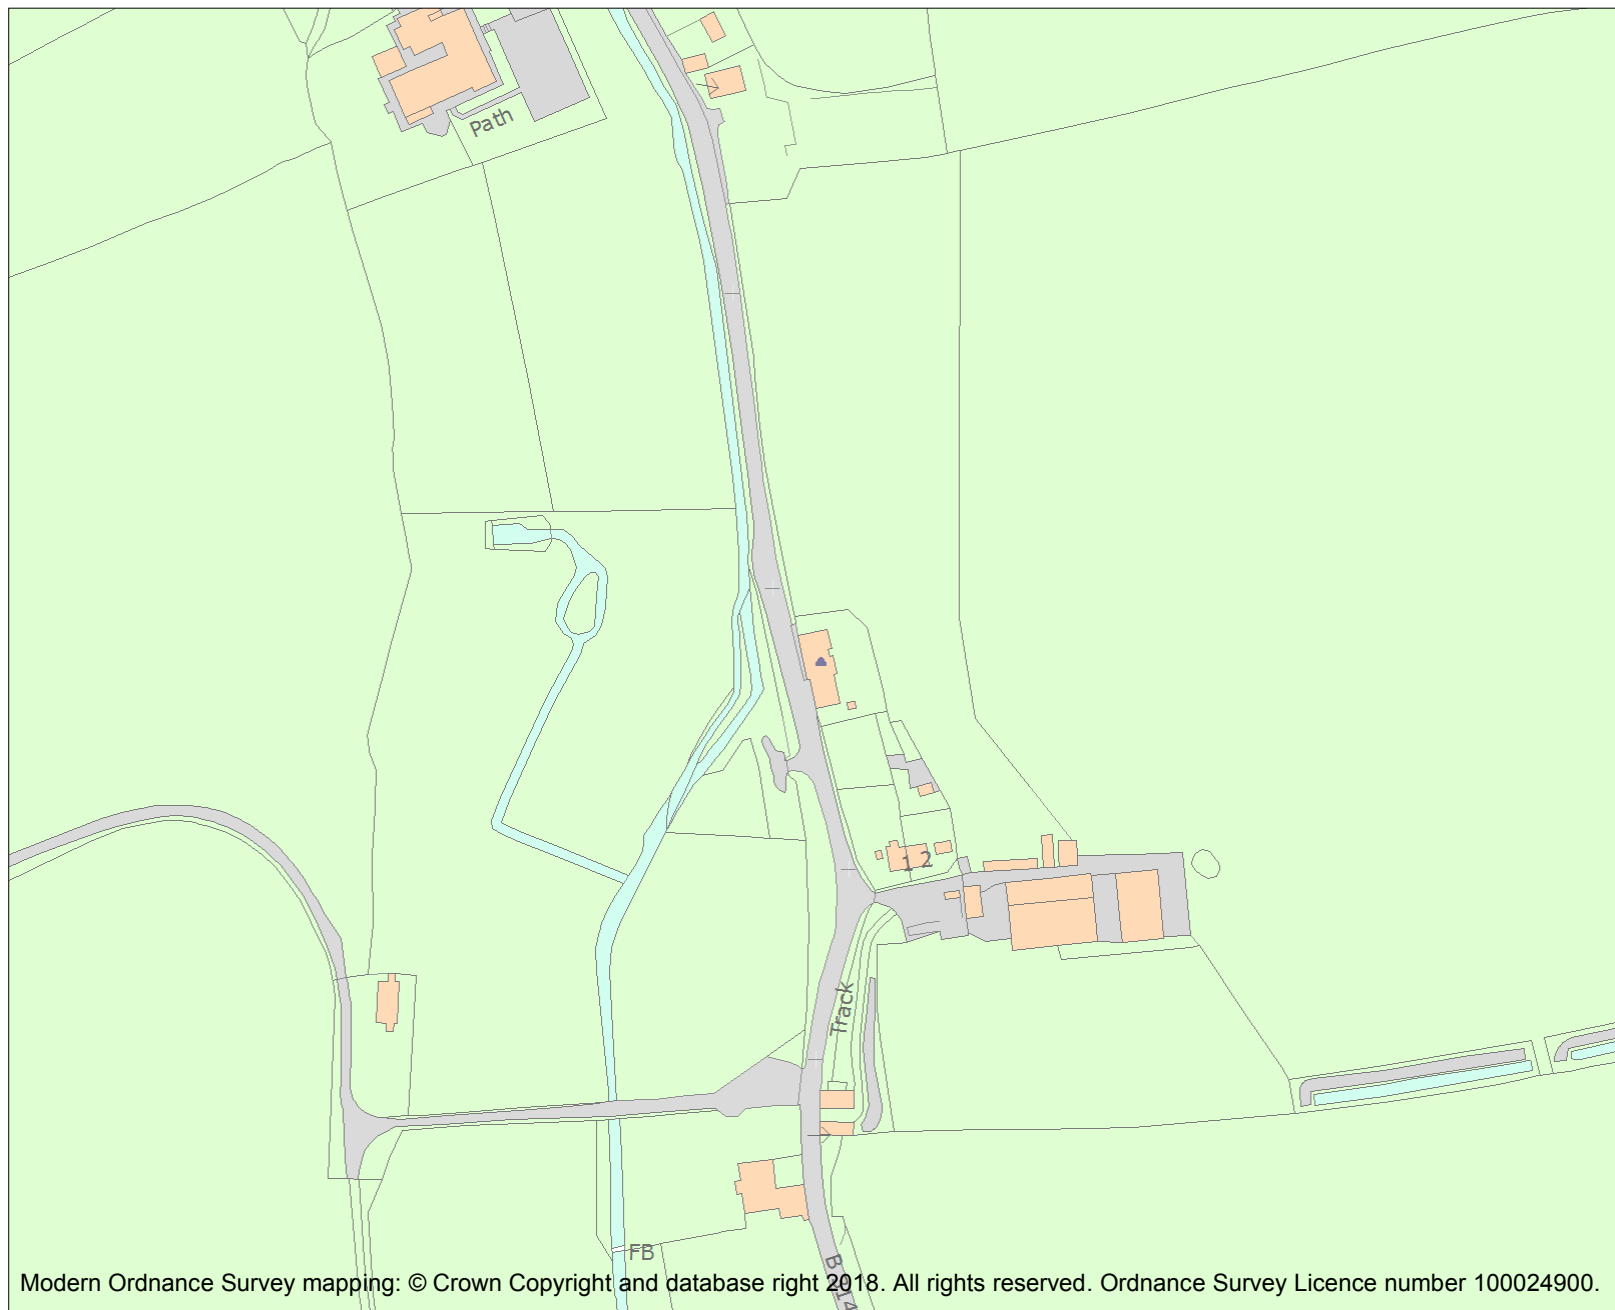 Path
1 2
Track
FB
Modern Ordnance Survey mapping: © Crown Copyright and database right 2018. All rights reserved. Ordnance Survey Licence number 100024900.